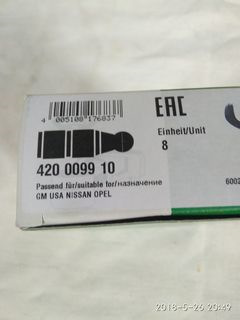 4 005108 176837
EAC
Einheit/Unit
8
420 0099 10
Passend für/suitable for/назначение
GM USA NISSAN OPEL
6002
2018-5-26 20:49